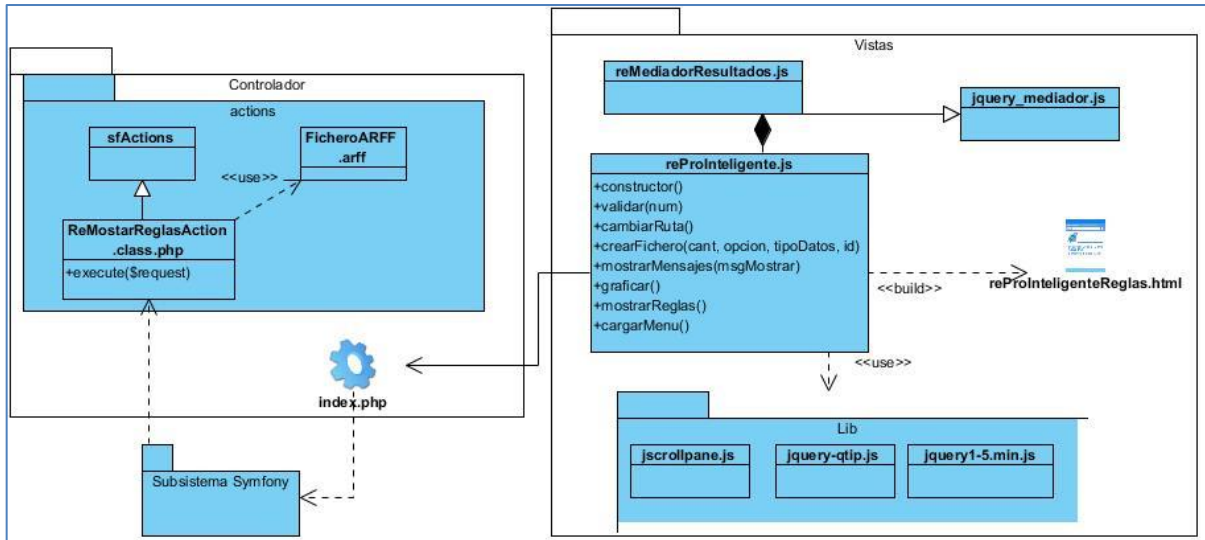 Controlador
actions
sfActions
FicheroARFF
.arff
<<use>>
ReMostarReglasAction
.class.php
+execute($request)
index.php
Subsistema Symfony
Vistas
reMediadorResultados.js
jquery_mediador.js
reProInteligente.js
+constructor()
+validar(num)
+cambiarRuta()
+crearFichero(cant, opcion, tipoDatos, id)
+mostrarMensajes(msgMostrar)
+graficar()
+mostrarReglas()
+cargarMenu()
<<build>>
reProInteligenteReglas.html
<<use>>
Lib
jscrollpane.js
jquery-qtip.js
jquery1-5.min.js